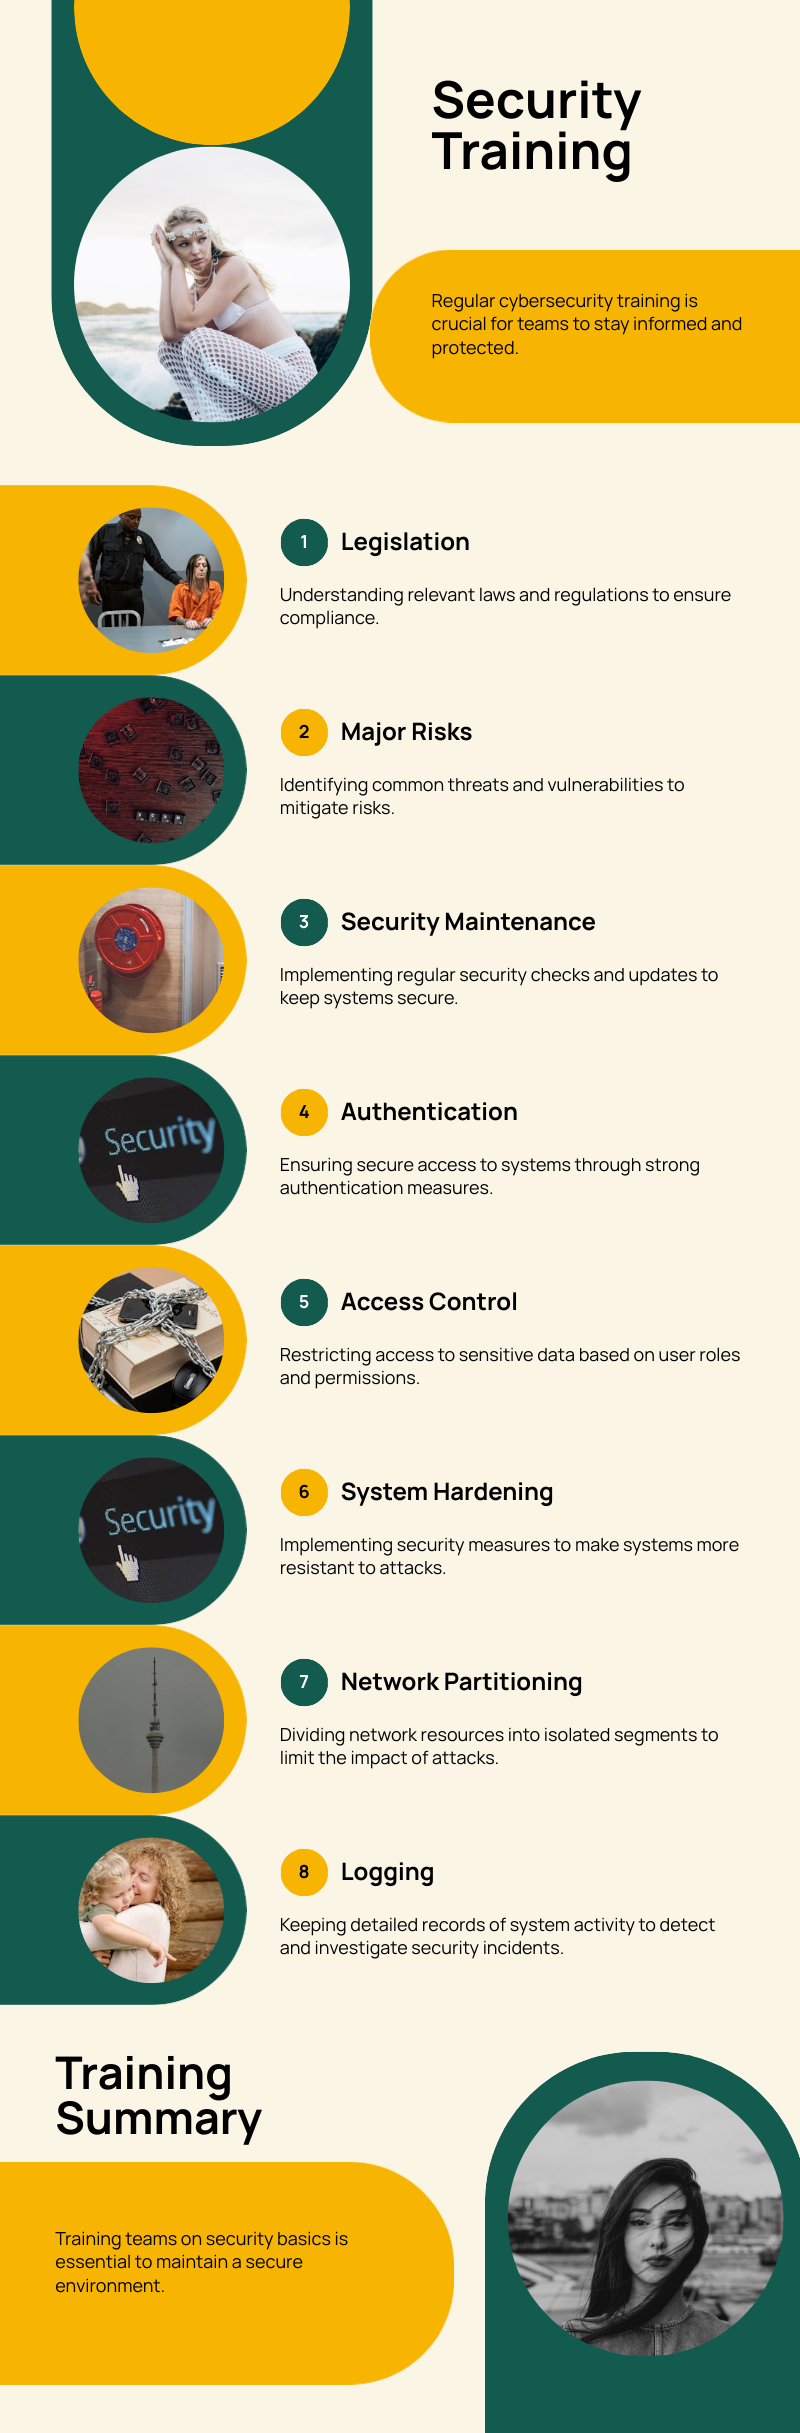 Security
Training
Regular cybersecurity training is
crucial for teams to stay informed and
protected.
1
Legislation
Understanding relevant laws and regulations to ensure
compliance.
2
Major Risks
Identifying common threats and vulnerabilities to
mitigate risks.
3
Security Maintenance
Implementing regular security checks and updates to
keep systems secure.
Security
4
Authentication
Ensuring secure access to systems through strong
authentication measures.
5
Access Control
Restricting access to sensitive data based on user roles
and permissions.
Security
6
System Hardening
Implementing security measures to make systems more
resistant to attacks.
7
Network Partitioning
Dividing network resources into isolated segments to
limit the impact of attacks.
8
Logging
Keeping detailed records of system activity to detect
and investigate security incidents.
Training
Summary
Training teams on security basics is
essential to maintain a secure
environment.